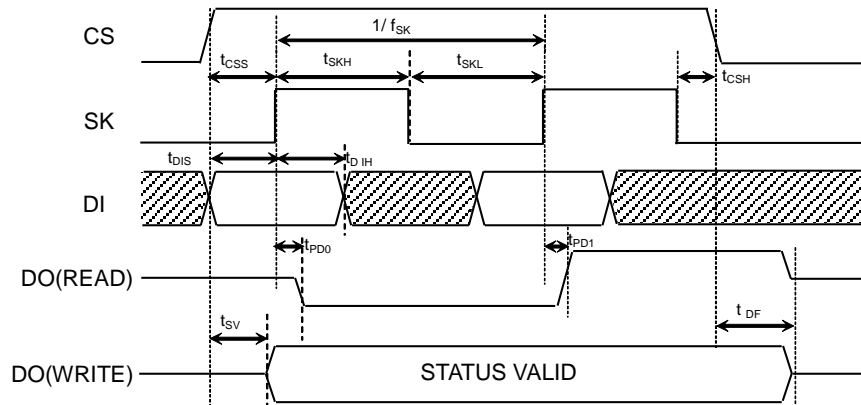 CS
1/ fSK
tCSS
tSKH
tSKL
tCSH
SK
tDIS
tD IH
DI
tPD0
tPD1
DO(READ)
tSV
t DF
DO(WRITE)
STATUS VALID